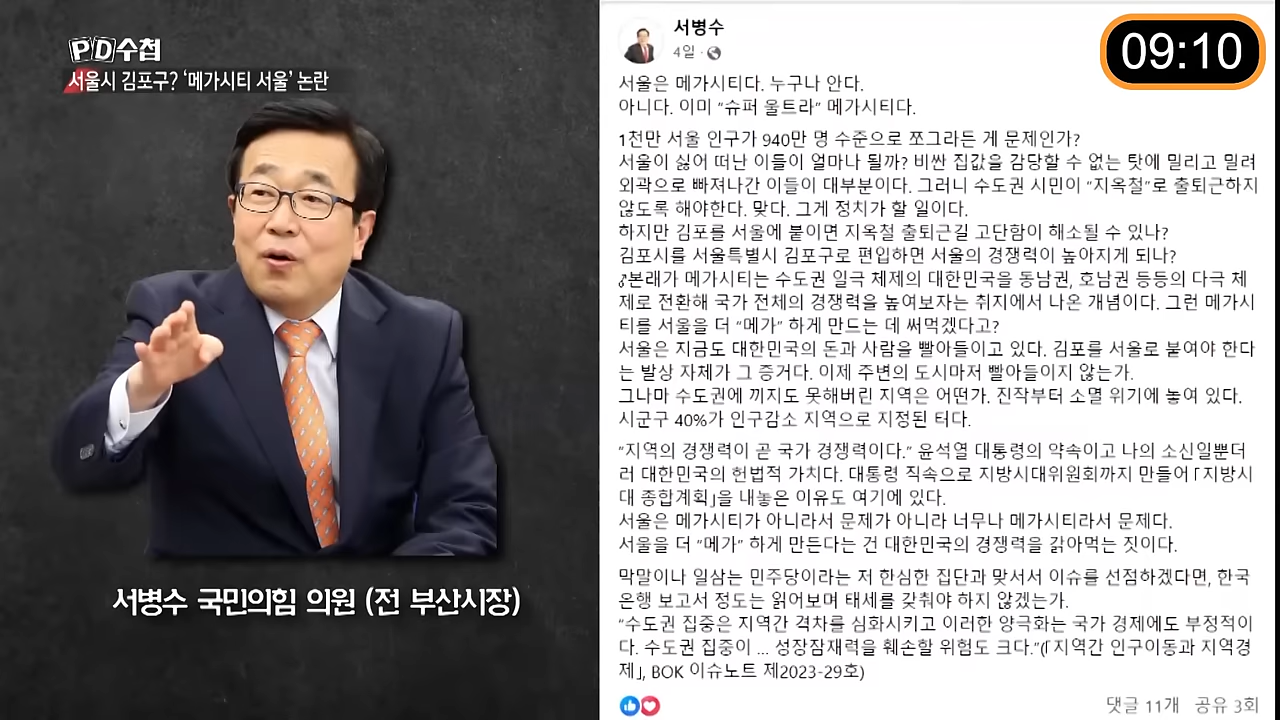 PD수첩
서울시 김포구? ‘메가시티 서울’ 논란
서병수 국민의힘 의원 (전 부산시장)
09:10
서병수
4일 ·
서울은 메가시티다. 누구나 안다.
아니다. 이미 “슈퍼 울트라” 메가시티다.
1천만 서울 인구가 940만 명 수준으로 쪼그라든 게 문제인가?
서울이 싫어 떠난 이들이 얼마나 될까? 비싼 집값을 감당할 수 없는 탓에 밀리고 밀려
외곽으로 빠져나간 이들이 대부분이다. 그러니 수도권 시민이 “지옥철”로 출퇴근하지
않도록 해야한다. 맞다. 그게 정치가 할 일이다.
하지만 김포를 서울에 붙이면 지옥철 출퇴근길 고단함이 해소될 수 있나?
김포시를 서울특별시 김포구로 편입하면 서울의 경쟁력이 높아지게 되나?
본래가 메가시티는 수도권 일극 체제의 대한민국을 동남권, 호남권 등등의 다극 체
제로 전환해 국가 전체의 경쟁력을 높여보자는 취지에서 나온 개념이다. 그런 메가시
티를 서울을 더 “메가” 하게 만드는 데 써먹겠다고?
서울은 지금도 대한민국의 돈과 사람을 빨아들이고 있다. 김포를 서울로 붙여야 한다
는 발상 자체가 그 증거다. 이제 주변의 도시마저 빨아들이지 않는가.
그나마 수도권에 끼지도 못해버린 지역은 어떤가. 진작부터 소멸 위기에 놓여 있다.
시군구 40%가 인구감소 지역으로 지정된 터다.
“지역의 경쟁력이 곧 국가 경쟁력이다.” 윤석열 대통령의 약속이고 나의 소신일뿐더
러 대한민국의 헌법적 가치다. 대통령 직속으로 지방시대위원회까지 만들어 「지방시
대 종합계획」을 내놓은 이유도 여기에 있다.
서울은 메가시티가 아니라서 문제가 아니라 너무나 메가시티라서 문제다.
서울을 더 “메가” 하게 만든다는 건 대한민국의 경쟁력을 갉아먹는 짓이다.
막말이나 일삼는 민주당이라는 저 한심한 집단과 맞서서 이슈를 선점하겠다면, 한국
은행 보고서 정도는 읽어보며 태세를 갖춰야 하지 않겠는가.
“수도권 집중은 지역간 격차를 심화시키고 이러한 양극화는 국가 경제에도 부정적이
다. 수도권 집중이 ... 성장잠재력을 훼손할 위험도 크다.”(「지역간 인구이동과 지역경
제」, BOK 이슈노트 제2023-29호)
댓글 11개 공유 3회